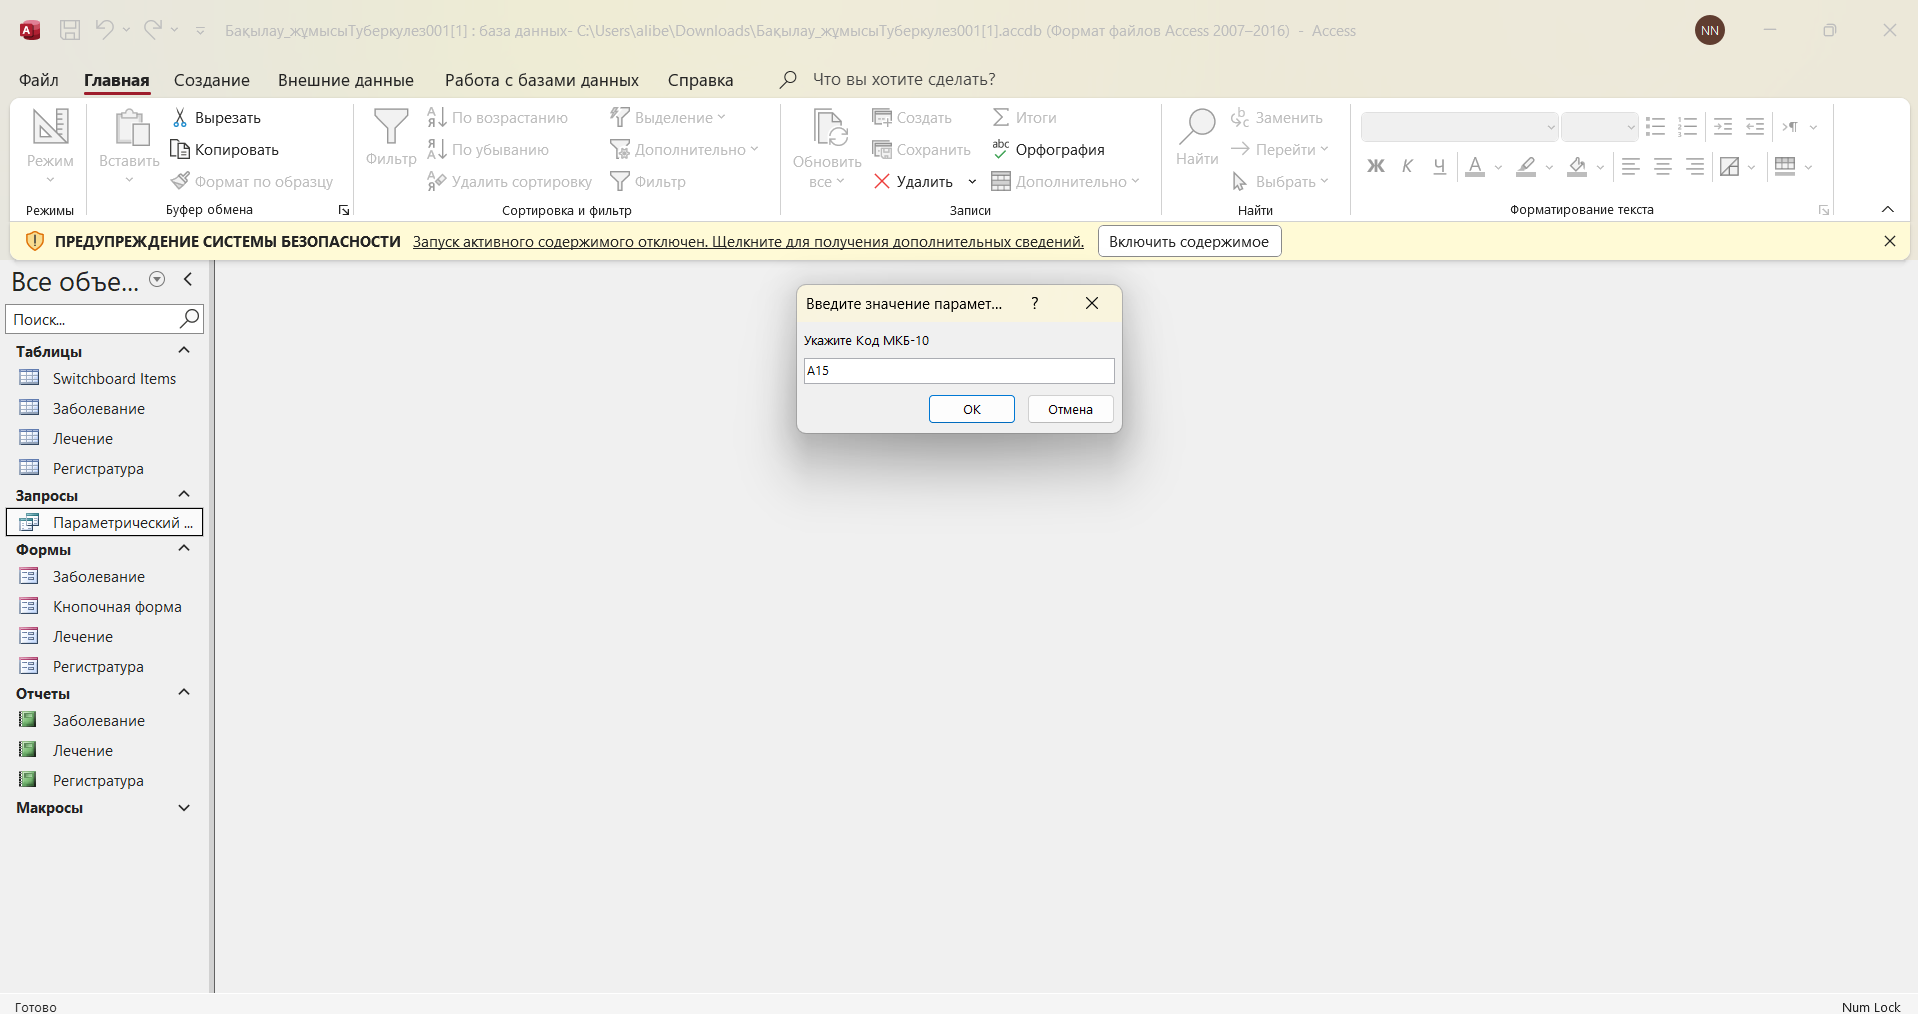 Бақылау_жұмысыТуберкулез001[1] : база данных- C:\Users\alibe\Downloads\Бақылау_жұмысыТуберкулез001[1].accdb (Формат файлов Access 2007–2016) - Access
NN
Файл Главная Создание Внешние данные Работа с базами данных Справка Что вы хотите сделать?
Режим
Режимы
Вставить
Вырезать
Копировать
Формат по образцу
Буфер обмена
Фильтр
По возрастанию
По убыванию
Удалить сортировку
Выделение
Дополнительно
Фильтр
Сортировка и фильтр
Обновить
все
Создать
Сохранить
Удалить
Итоги
Орфография
Дополнительно
Записи
Найти
Заменить
Перейти
Выбрать
Найти
Ж К Ч А
Форматирование текста
ПРЕДУПРЕЖДЕНИЕ СИСТЕМЫ БЕЗОПАСНОСТИ Запуск активного содержимого отключен. Щелкните для получения дополнительных сведений. Включить содержимое
Все объе...
Поиск...
Таблицы
Switchboard Items
Заболевание
Лечение
Регистратура
Запросы
Параметрический ...
Формы
Заболевание
Кнопочная форма
Лечение
Регистратура
Отчеты
Заболевание
Лечение
Регистратура
Макросы
Введите значение парамет... ?
Укажите Код МКБ-10
A15
ОК Отмена
Готово
Num Lock